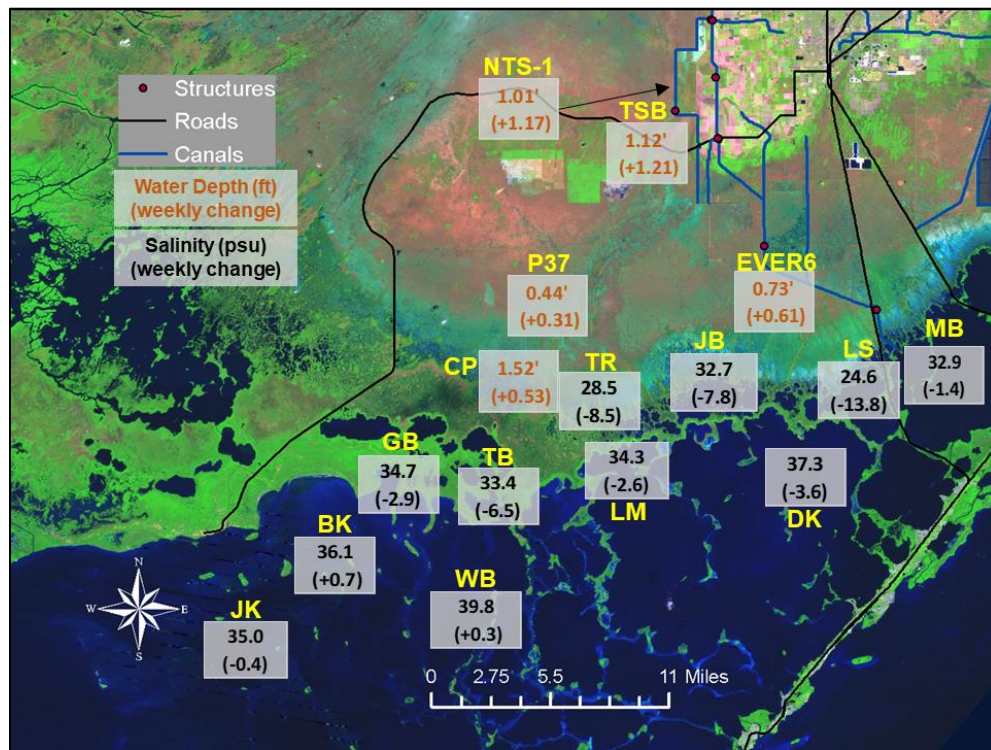 NTS-1
1.01'
(+1.17)
TSB
1.12'
(+1.21)
Structures
Roads
Canals
Water Depth (ft)
(weekly change)
Salinity (psu)
(weekly change)
P37
0.44'
(+0.31)
EVER6
0.73'
(+0.61)
CP
1.52'
(+0.53)
TR
28.5
(-8.5)
JB
32.7
(-7.8)
LS
24.6
(-13.8)
MB
32.9
(-1.4)
GB
34.7
(-2.9)
TB
33.4
(-6.5)
34.3
(-2.6)
LM
37.3
(-3.6)
DK
BK
36.1
(+0.7)
WB
39.8
(+0.3)
JK
35.0
(-0.4)
N
W E
S
0 2.75 5.5 11 Miles